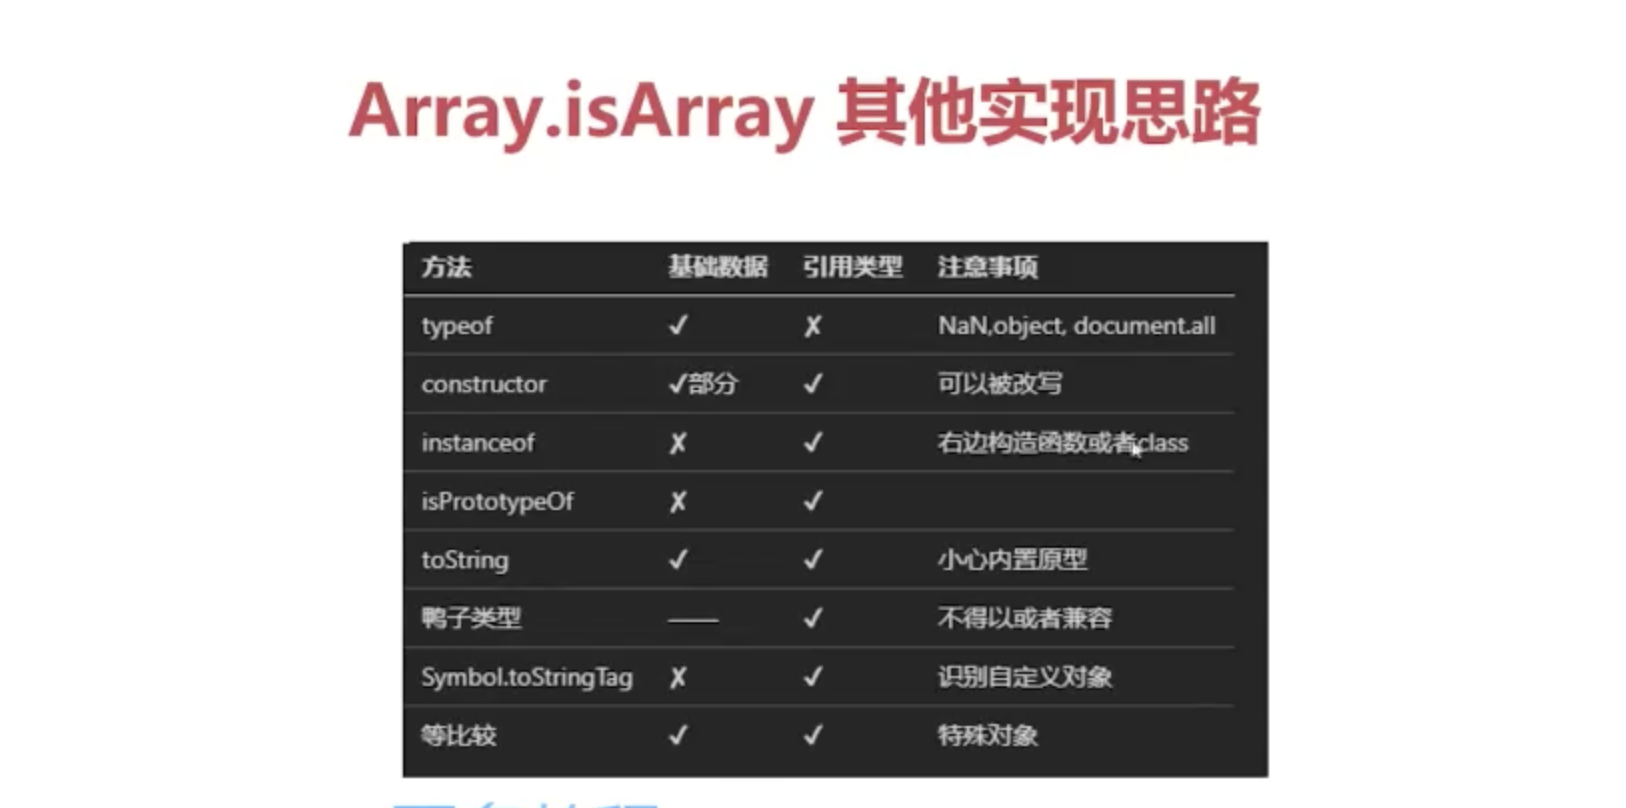 Array.isArray 其他实现思路
方法 基础数据 引用类型 注意事项
typeof ✓ ✗ NaN,object, document.all
constructor ✓部分 ✓ 可以被改写
instanceof ✗ ✓ 右边构造函数或者class
isPrototypeOf ✗ ✓
toString ✓ ✓ 小心内置原型
鸭子类型 —— ✓ 不得以或者兼容
Symbol.toStringTag ✗ ✓ 识别自定义对象
等比较 ✓ ✓ 特殊对象